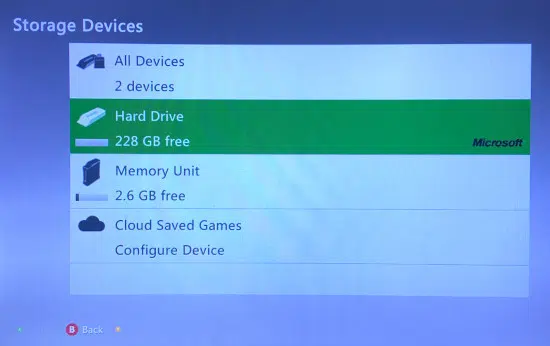 Storage Devices
All Devices
2 devices
Hard Drive
228 GB free
Microsoft
Memory Unit
2.6 GB free
Cloud Saved Games
Configure Device
B Back